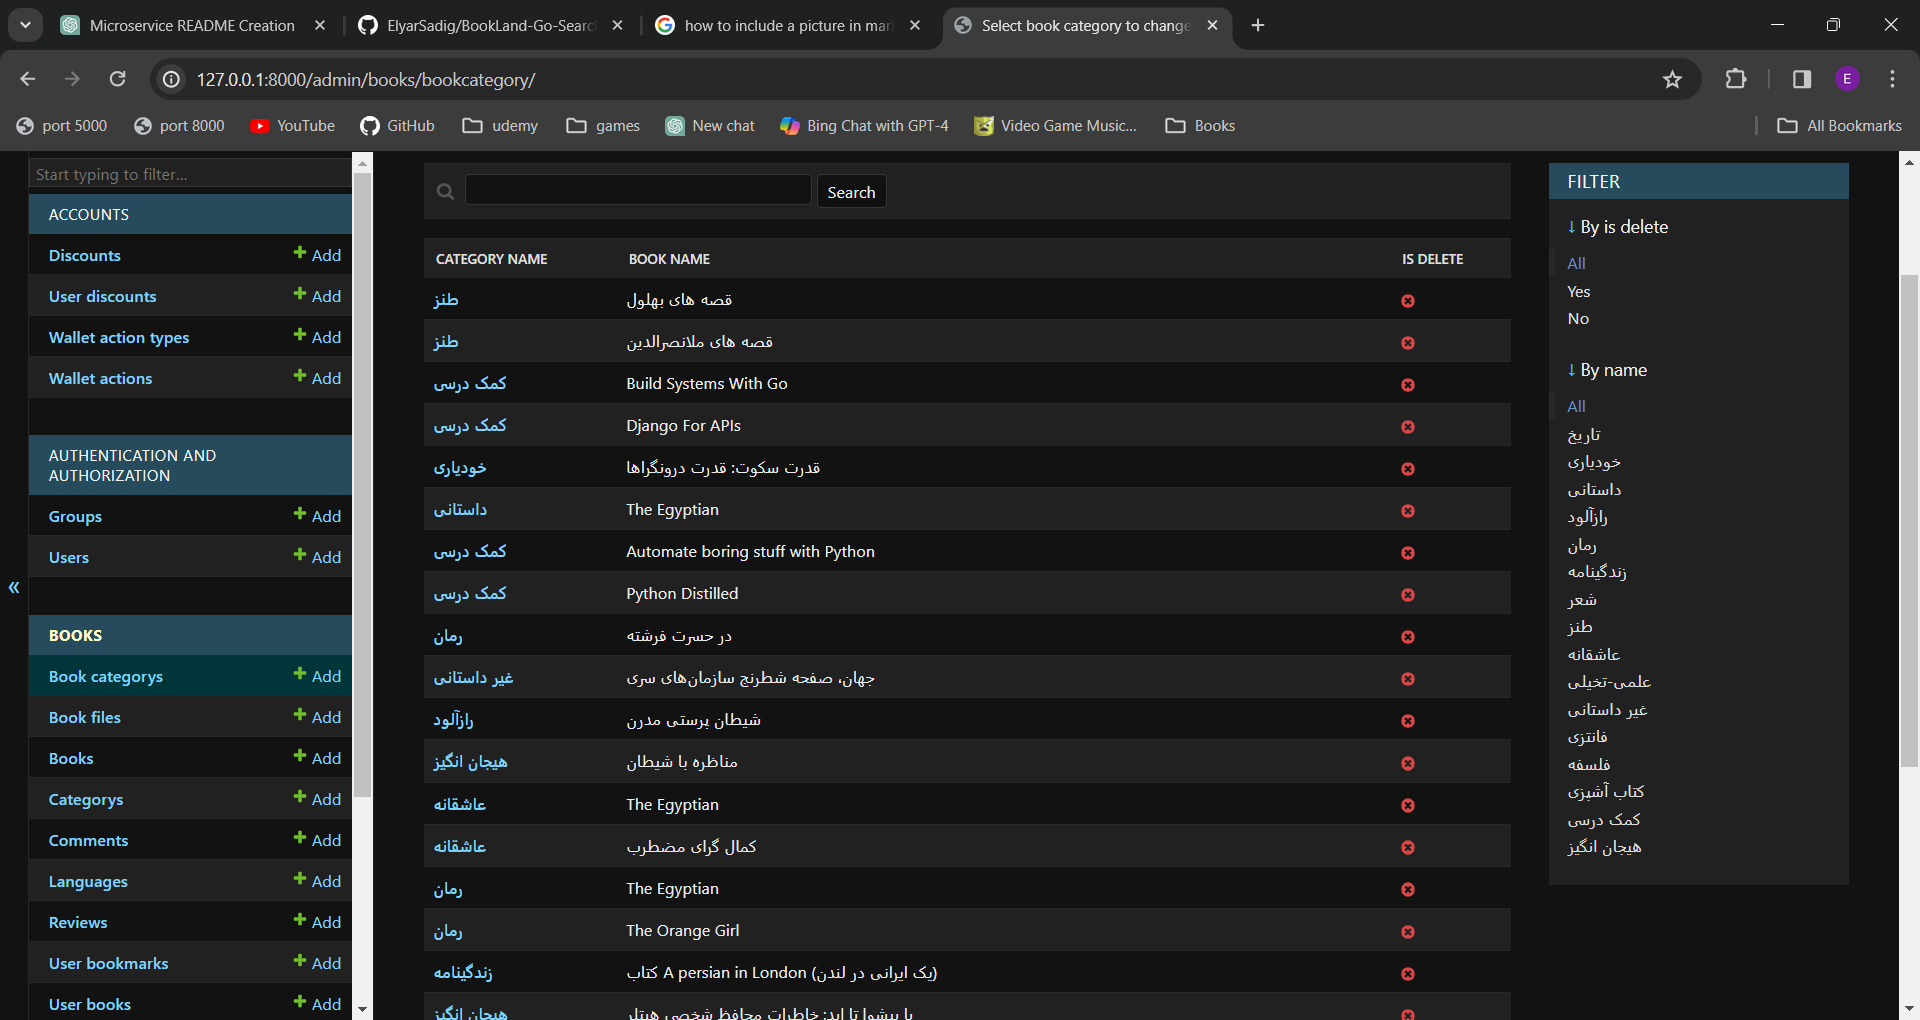 Microservice README Creation
ElyarSadig/BookLand-Go-Searc
how to include a picture in mar
Select book category to change
127.0.0.1:8000/admin/books/bookcategory/
E
port 5000
port 8000
YouTube
GitHub
udemy
games
New chat
Bing Chat with GPT-4
Video Game Music...
Books
All Bookmarks
Start typing to filter...
ACCOUNTS
Discounts Add
User discounts Add
Wallet action types Add
Wallet actions Add
AUTHENTICATION AND
AUTHORIZATION
Groups Add
Users Add
«
BOOKS
Book categorys Add
Book files Add
Books Add
Categorys Add
Comments Add
Languages Add
Reviews Add
User bookmarks Add
User books Add
Search
CATEGORY NAME BOOK NAME IS DELETE
طنز قصه های بهلول
طنز قصه های ملانصرالدین
کمک درسی Build Systems With Go
کمک درسی Django For APIs
خودیاری قدرت سکوت: قدرت درونگراها
داستانی The Egyptian
کمک درسی Automate boring stuff with Python
کمک درسی Python Distilled
رمان در حسرت فرشته
غیر داستانی جهان، صفحه شطرنج سازمان‌های سری
رازآلود شیطان پرستی مدرن
هیجان انگیز مناظره با شیطان
عاشقانه The Egyptian
عاشقانه کمال گرای مضطرب
رمان The Egyptian
رمان The Orange Girl
زندگینامه کتاب A persian in London (یک ایرانی در لندن)
هیجان انگیز با پیشوا تا ابد: خاطرات محافظ شخصی هیتلر
FILTER
↓ By is delete
All
Yes
No
↓ By name
All
تاریخ
خودیاری
داستانی
رازآلود
رمان
زندگینامه
شعر
طنز
عاشقانه
علمی-تخیلی
غیر داستانی
فانتزی
فلسفه
کتاب آشپزی
کمک درسی
هیجان انگیز